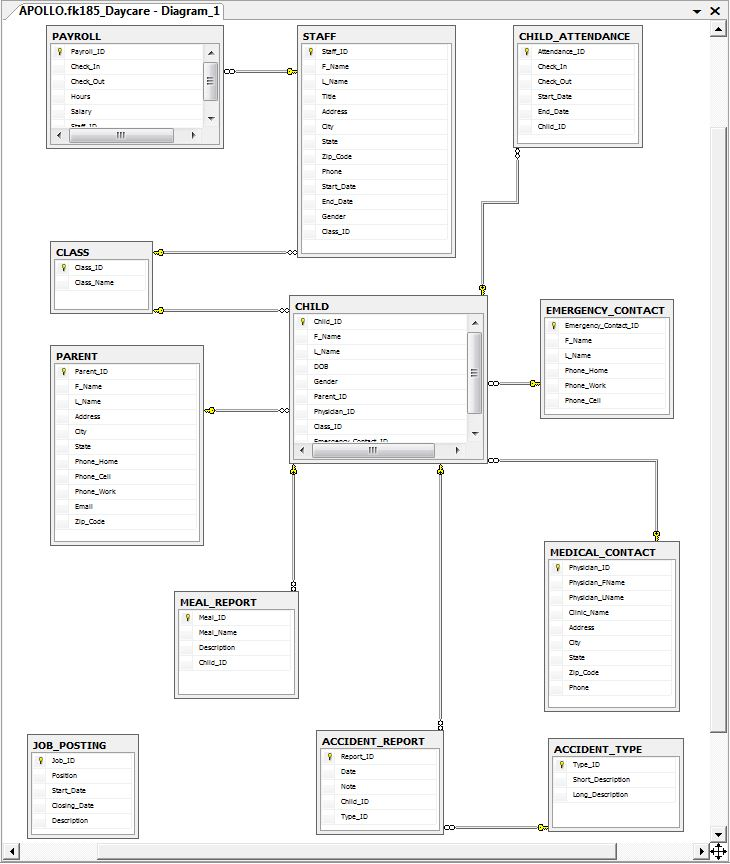 APOLLO.fk185_Daycare - Diagram_1
PAYROLL
Payroll_ID
Check_In
Check_Out
Hours
Salary
Staff_ID
STAFF
Staff_ID
F_Name
L_Name
Title
Address
City
State
Zip_Code
Phone
Start_Date
End_Date
Gender
Class_ID
CHILD_ATTENDANCE
Attendance_ID
Check_In
Check_Out
Start_Date
End_Date
Child_ID
CLASS
Class_ID
Class_Name
CHILD
Child_ID
F_Name
L_Name
DOB
Gender
Parent_ID
Physician_ID
Class_ID
Emergency_Contact_ID
EMERGENCY_CONTACT
Emergency_Contact_ID
F_Name
L_Name
Phone_Home
Phone_Work
Phone_Cell
PARENT
Parent_ID
F_Name
L_Name
Address
City
State
Phone_Home
Phone_Cell
Phone_Work
Email
Zip_Code
MEDICAL_CONTACT
Physician_ID
Physician_FName
Physician_LName
Clinic_Name
Address
City
State
Zip_Code
Phone
MEAL_REPORT
Meal_ID
Meal_Name
Description
Child_ID
JOB_POSTING
Job_ID
Position
Start_Date
Closing_Date
Description
ACCIDENT_REPORT
Report_ID
Date
Note
Child_ID
Type_ID
ACCIDENT_TYPE
Type_ID
Short_Description
Long_Description